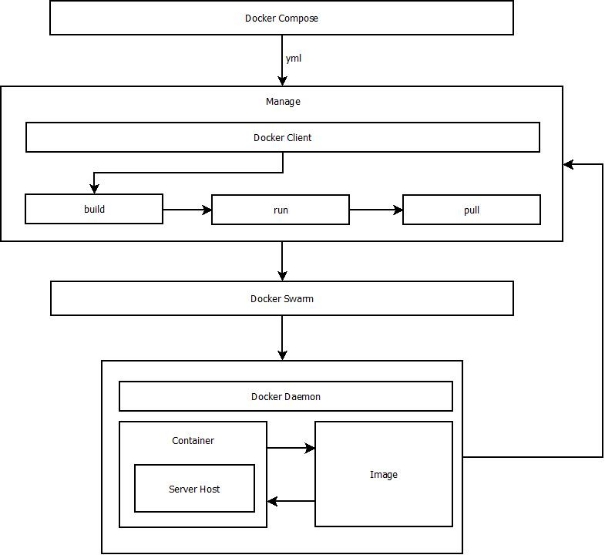 Docker Compose
yml
Manage
Docker Client
build
run
pull
Docker Swarm
Docker Daemon
Container
Server Host
Image